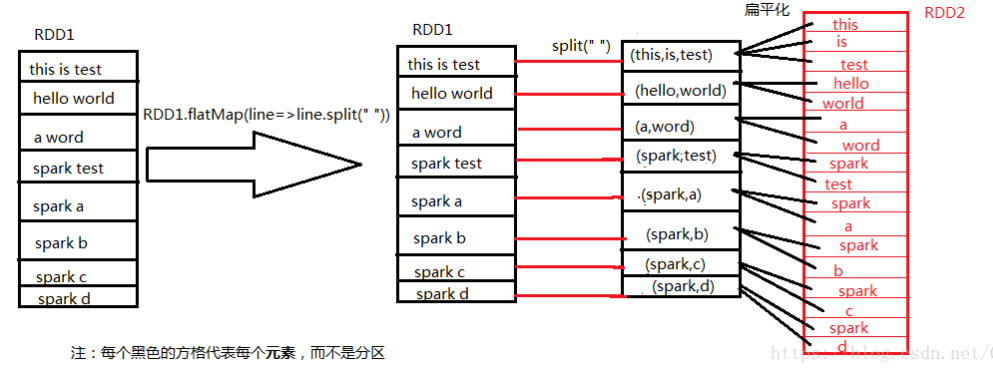 RDD1
this is test
hello world
a word
spark test
spark a
spark b
spark c
spark d
RDD1.flatMap(line=>line.split(" "))
RDD1
this is test
hello world
a word
spark test
spark a
spark b
spark c
spark d
split(" ")
(this,is,test)
(hello,world)
(a,word)
(spark,test)
.(spark,a)
(spark,b)
(spark,c)
(spark,d)
扁平化
RDD2
this
is
test
hello
world
a
word
spark
test
spark
a
spark
b
spark
c
spark
d
注：每个黑色的方格代表每个元素，而不是分区
https://blog.csdn.net/